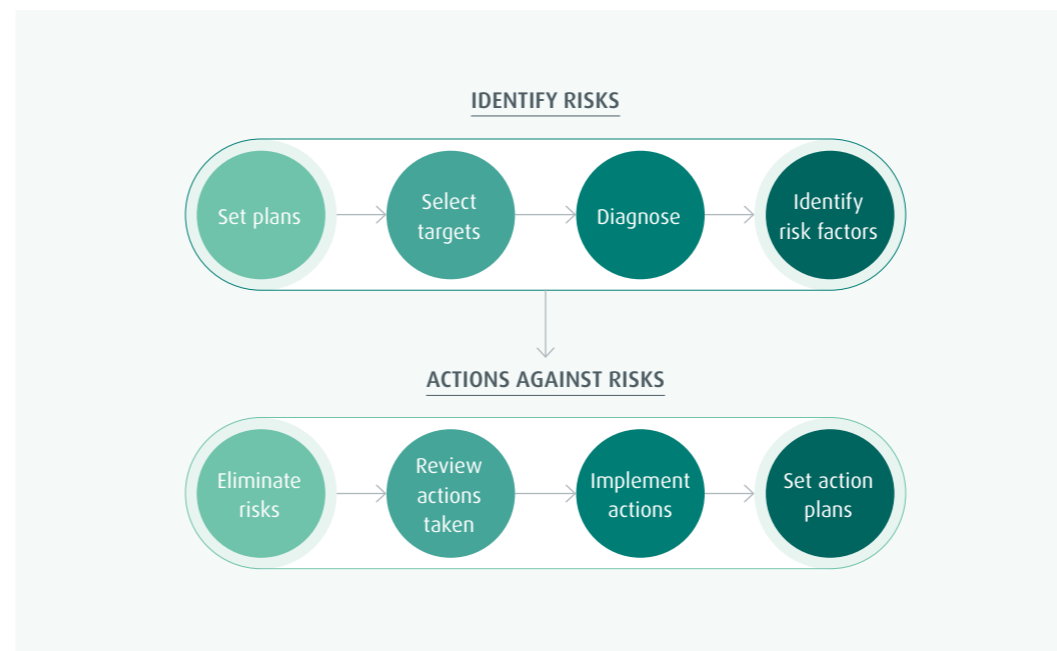 IDENTIFY RISKS
Set plans
Select
targets
Diagnose
Identify
risk factors
ACTIONS AGAINST RISKS
Eliminate
risks
Review
actions
taken
Implement
actions
Set action
plans